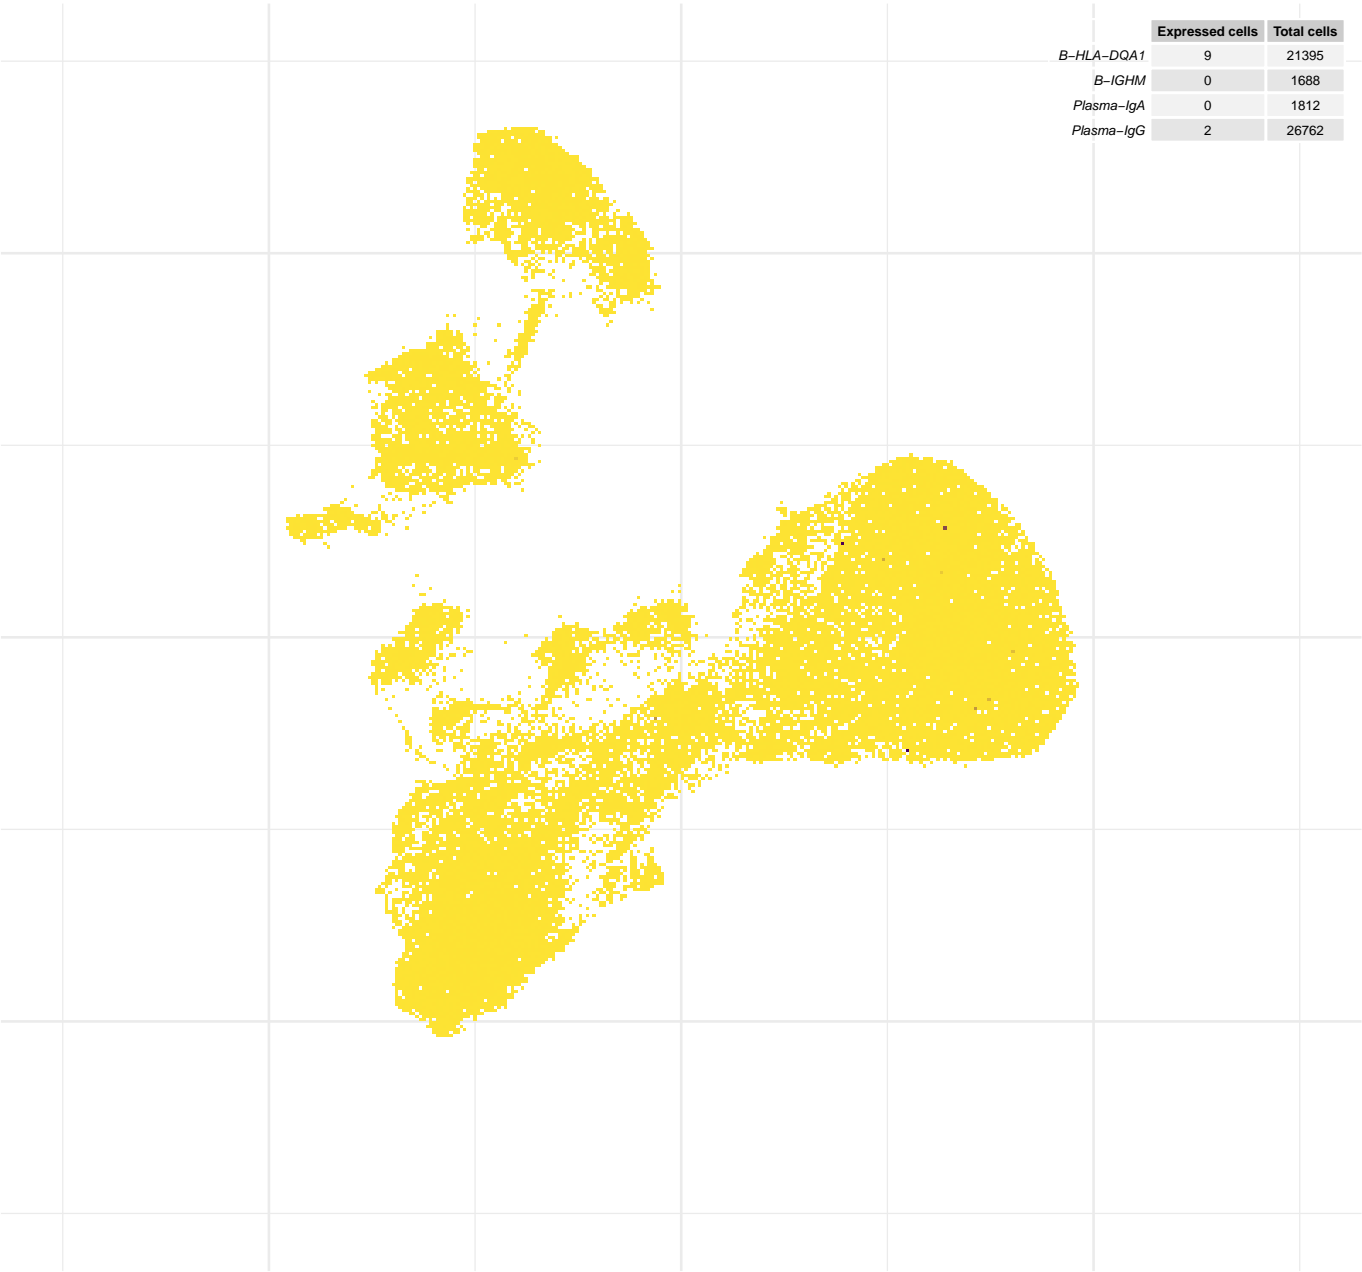 Expressed cells Total cells
B−HLA−DQA1 9 21395
B−IGHM 0 1688
Plasma−IgA 0 1812
Plasma−IgG 2 26762